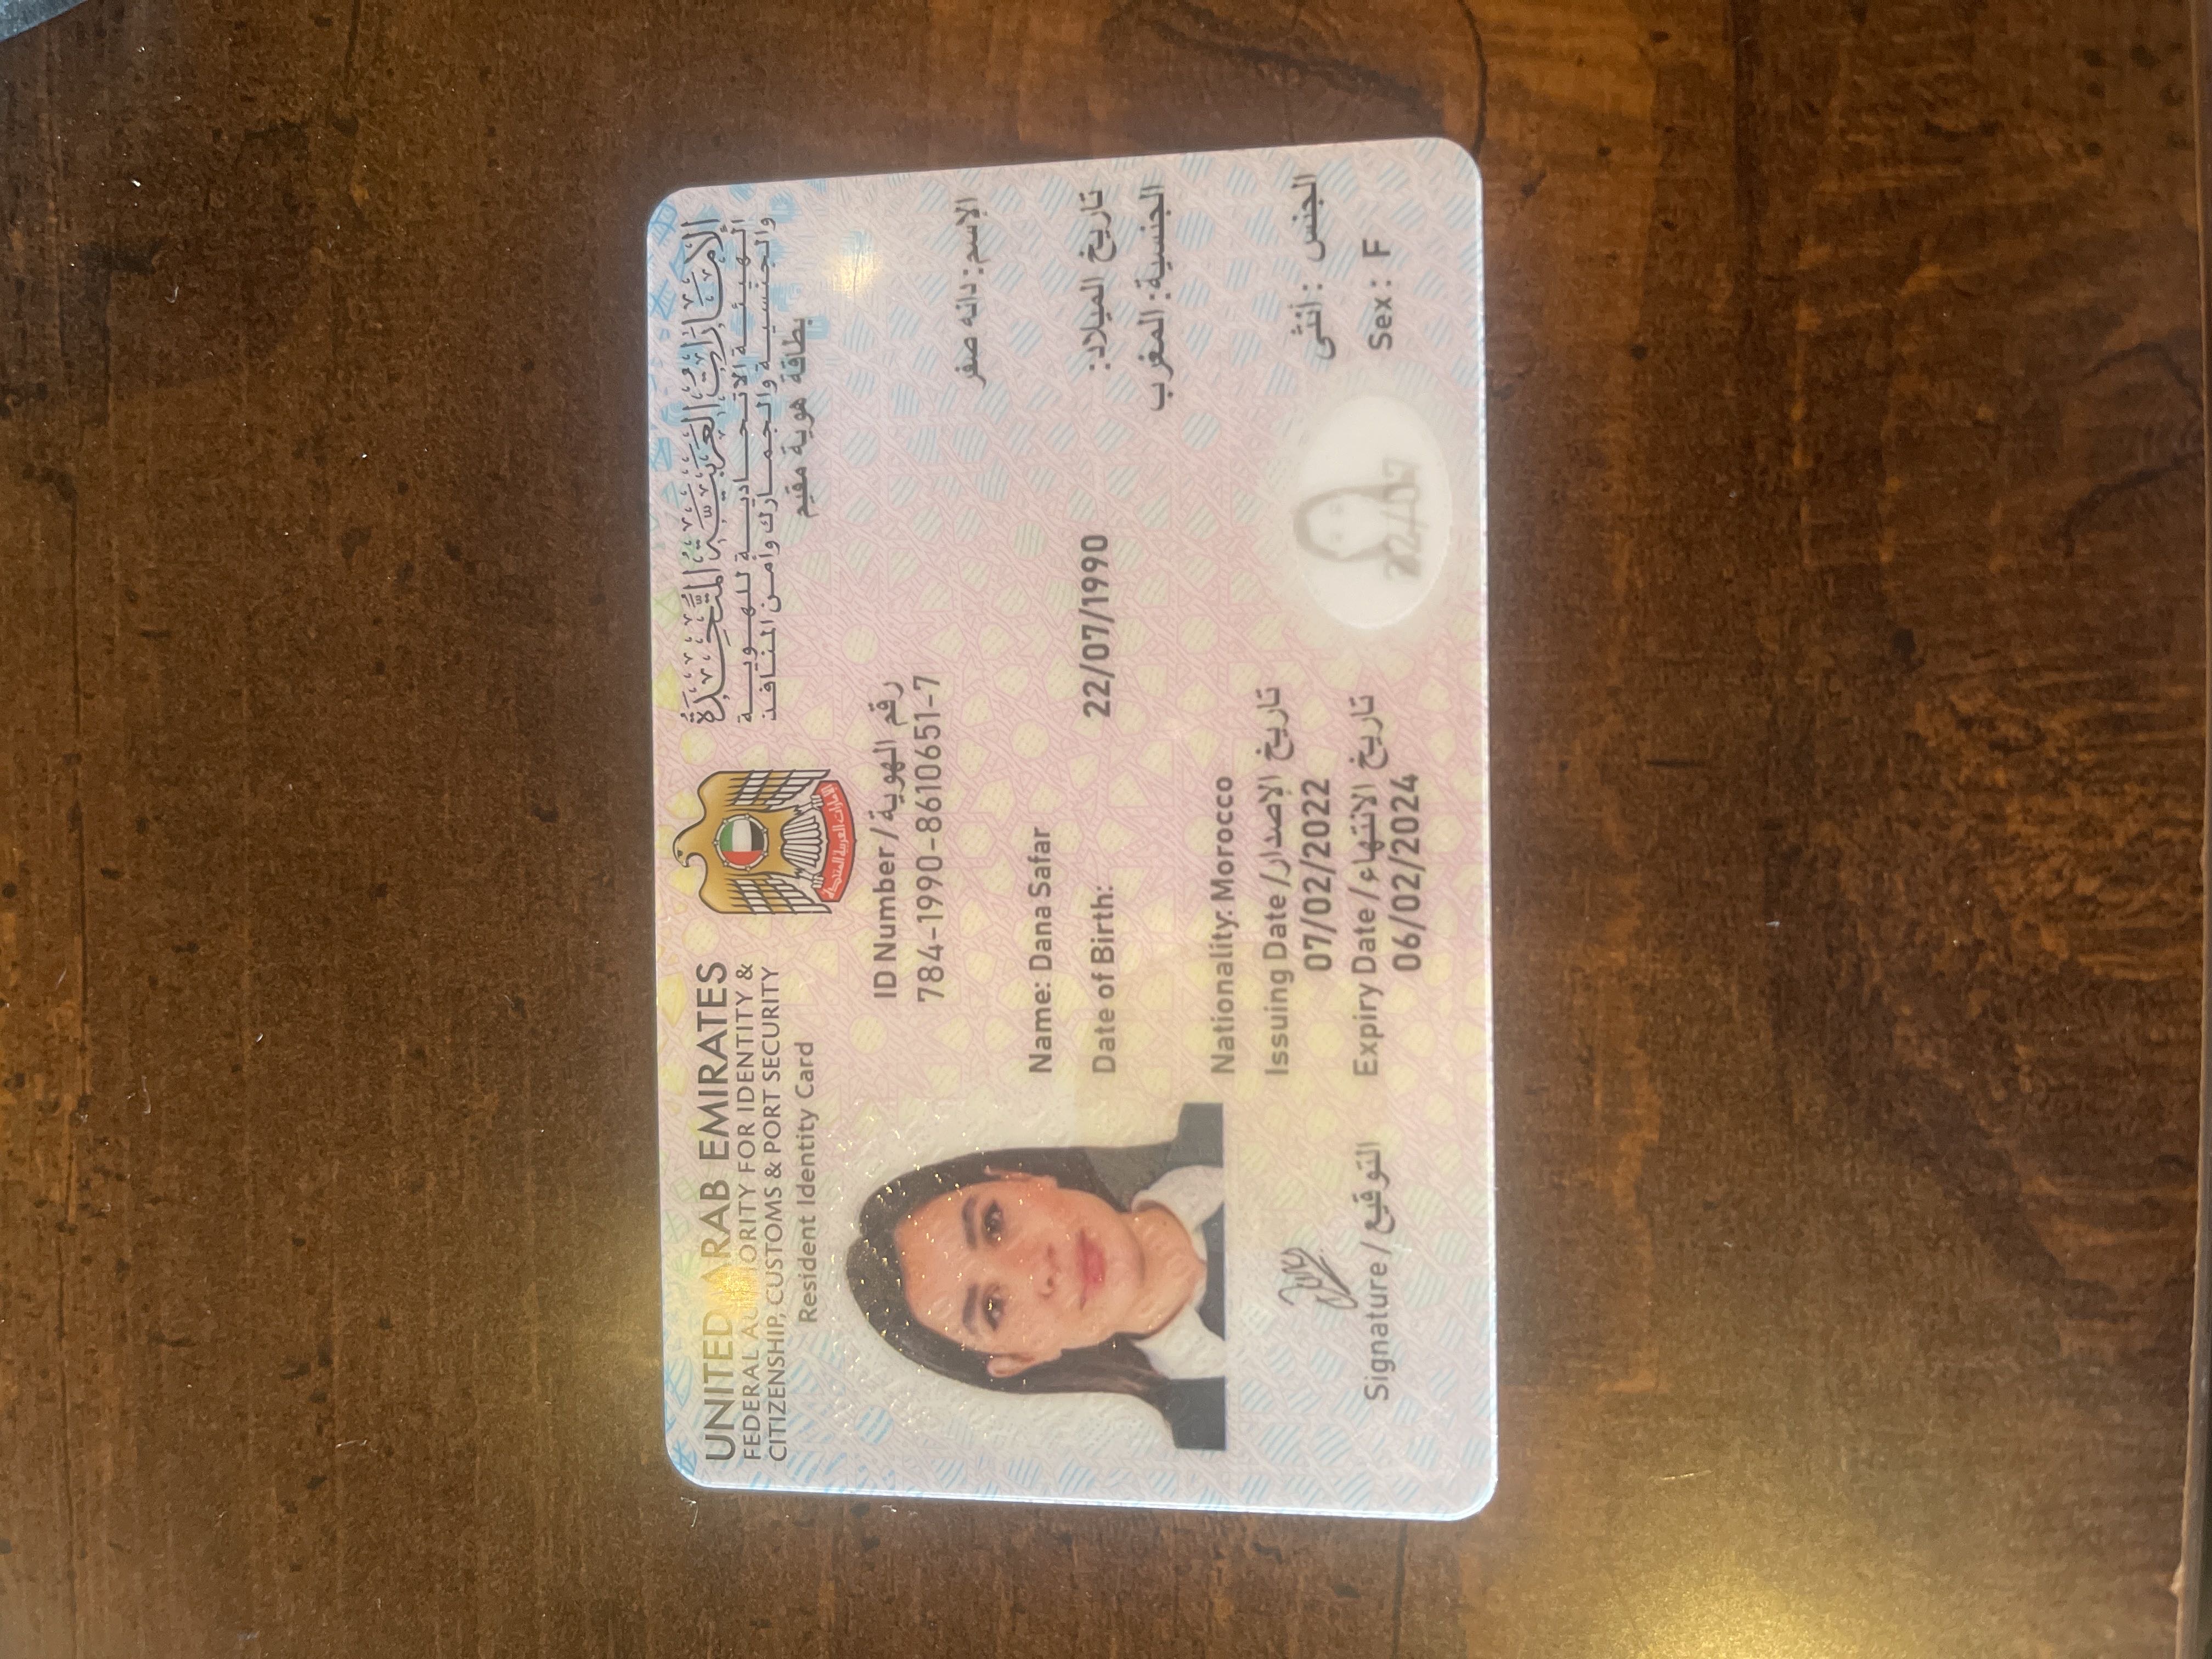 UNITED ARAB EMIRATES
FEDERAL AUTHORITY FOR IDENTITY &
CITIZENSHIP, CUSTOMS & PORT SECURITY
Resident Identity Card
الإمارات العربية المتحدة
الهيئة الاتحادية للهوية
والجنسية والجمارك وأمن المنافذ
بطاقة هوية مقيم
الإمارات العربية المتحدة
ID Number / رقم الهوية
784-1990-8610651-7
الإسم: دانه صفر
Name: Dana Safar
Date of Birth: 22/07/1990 تاريخ الميلاد:
الجنسية: المغرب
Nationality: Morocco
Issuing Date / تاريخ الإصدار
07/02/2022
Expiry Date / تاريخ الانتهاء
06/02/2024
الجنس : أنثى
Sex: F
22/07
Signature / التوقيع